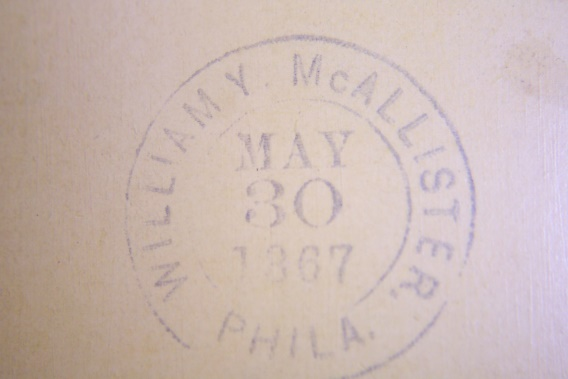 WILLIAM Y. McALLISTER.
MAY
30
1867
PHILA.